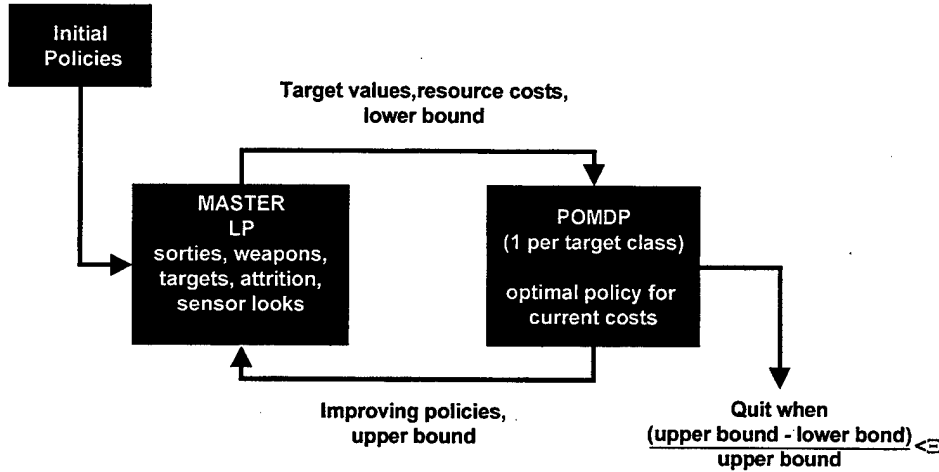 Initial
Policies
Target values,resource costs,
lower bound
MASTER
LP
sorties, weapons,
targets, attrition,
sensor looks
POMDP
(1 per target class)
optimal policy for
current costs
Improving policies,
upper bound
Quit when
(upper bound - lower bond)
upper bound
<Ξ